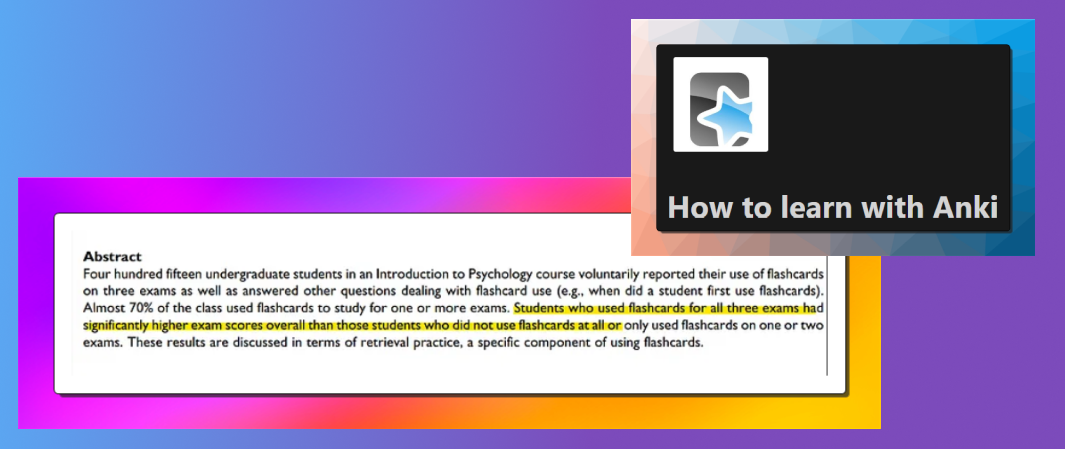 How to learn with Anki
Abstract
Four hundred fifteen undergraduate students in an Introduction to Psychology course voluntarily reported their use of flashcards
on three exams as well as answered other questions dealing with flashcard use (e.g., when did a student first use flashcards).
Almost 70% of the class used flashcards to study for one or more exams. Students who used flashcards for all three exams had
significantly higher exam scores overall than those students who did not use flashcards at all or only used flashcards on one or two
exams. These results are discussed in terms of retrieval practice, a specific component of using flashcards.